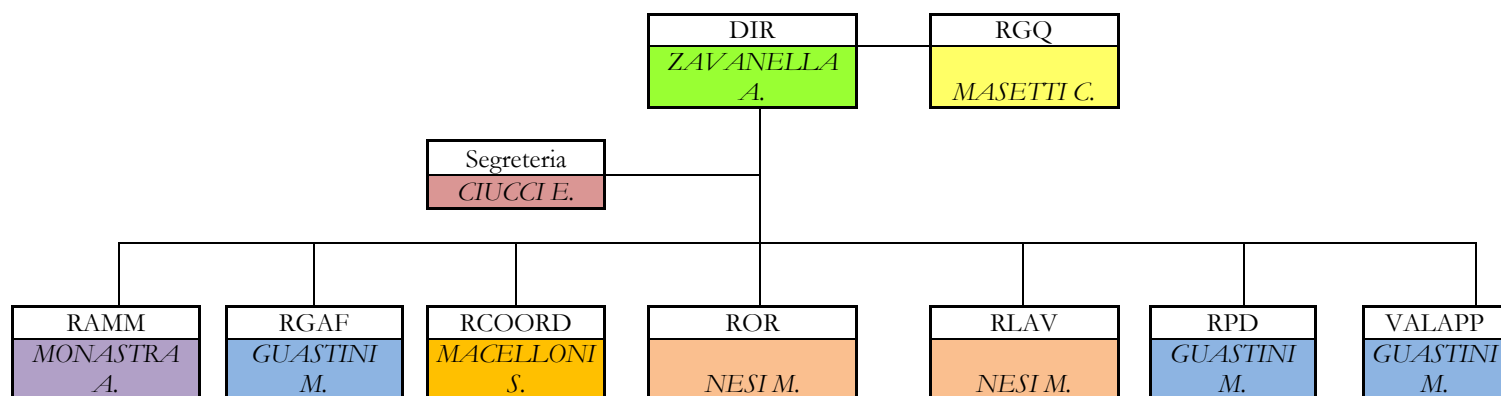 DIR
ZAVANELLA
A.
RGQ
MASETTI C.
Segreteria
CIUCCI E.
RAMM
MONASTRA
A.
RGAF
GUASTINI
M.
RCOORD
MACELLONI
S.
ROR
NESI M.
RLAV
NESI M.
RPD
GUASTINI
M.
VALAPP
GUASTINI
M.